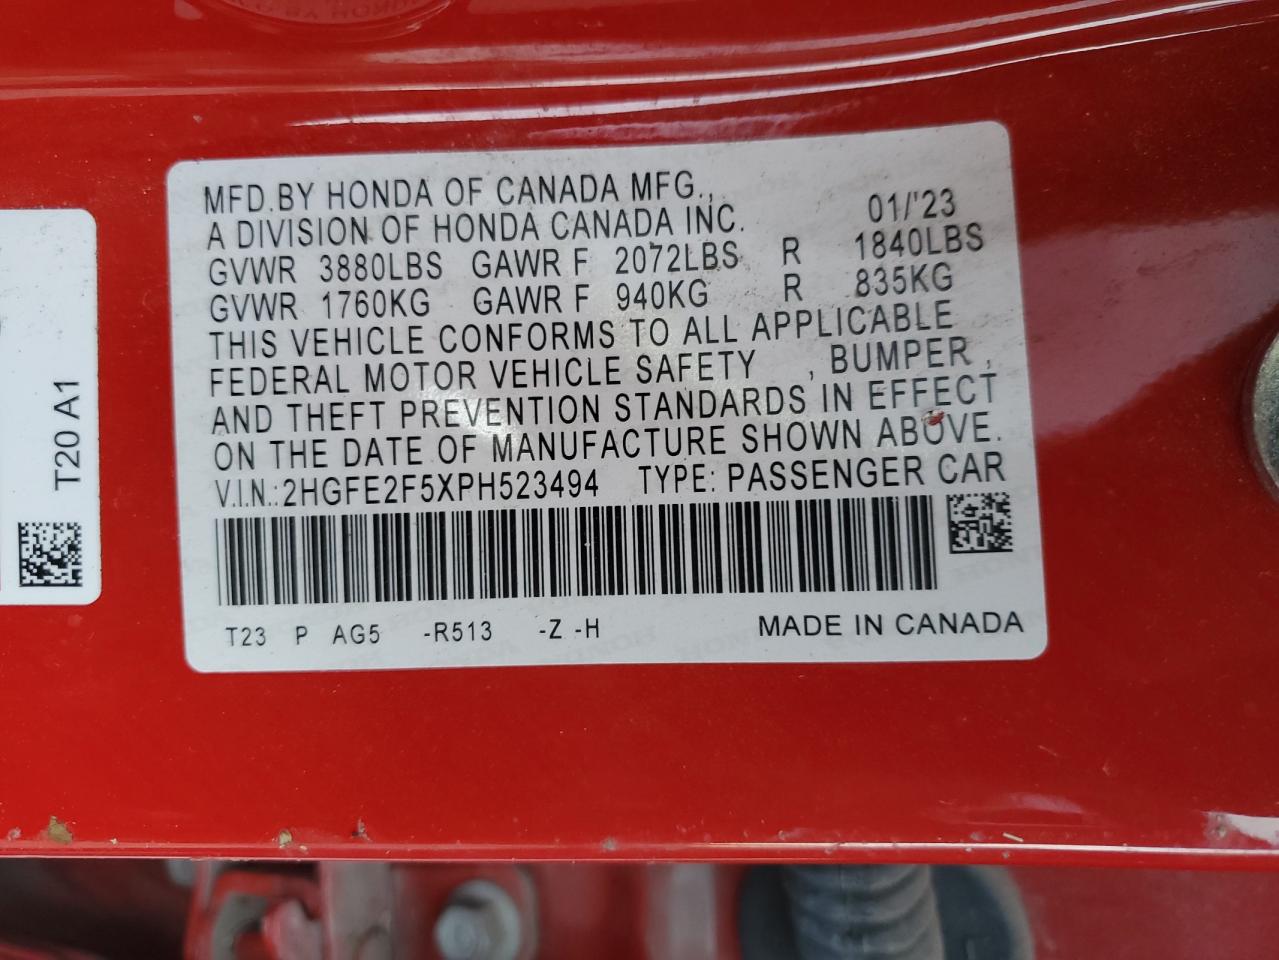 MFD.BY HONDA OF CANADA MFG.,
A DIVISION OF HONDA CANADA INC. 01/'23
GVWR 3880LBS GAWR F 2072LBS R 1840LBS
GVWR 1760KG GAWR F 940KG R 835KG
THIS VEHICLE CONFORMS TO ALL APPLICABLE
FEDERAL MOTOR VEHICLE SAFETY , BUMPER ,
AND THEFT PREVENTION STANDARDS IN EFFECT
ON THE DATE OF MANUFACTURE SHOWN ABOVE.
V.I.N.:2HGFE2F5XPH523494 TYPE: PASSENGER CAR
T23 P AG5 -R513 -Z -H MADE IN CANADA
T20 A1